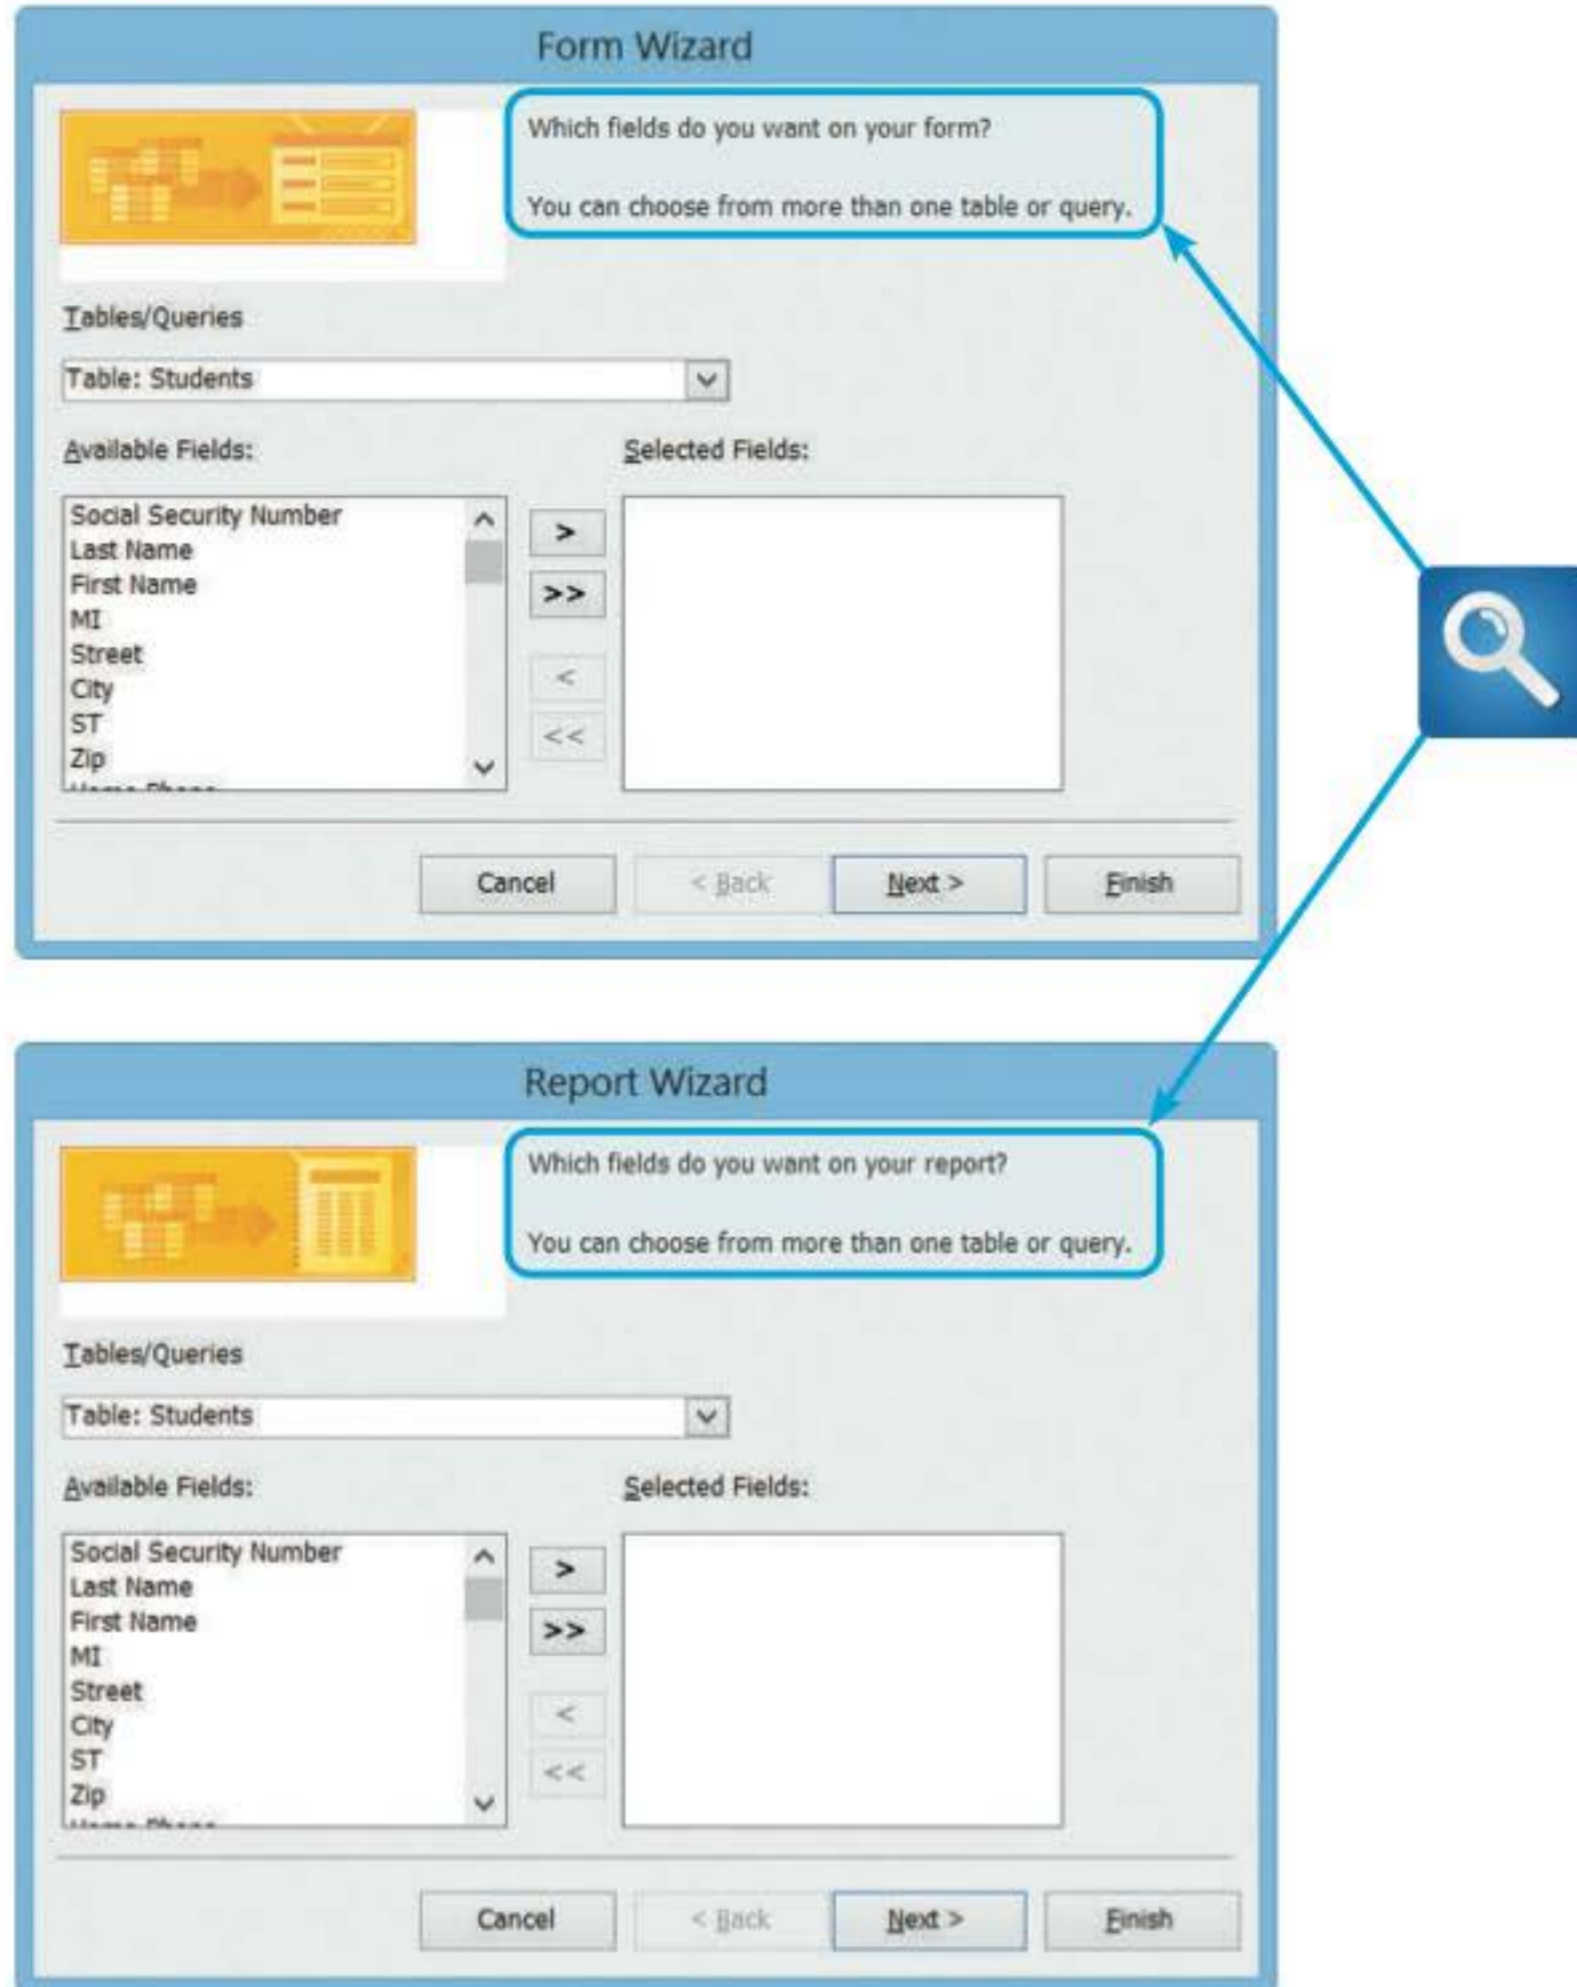 Form Wizard
Which fields do you want on your form?
You can choose from more than one table or query.
Tables/Queries
Table: Students
Available Fields:
Selected Fields:
Social Security Number
Last Name
First Name
MI
Street
City
ST
Zip
Home Phone
>
>>
<
<<
Cancel
< Back
Next >
Finish
Report Wizard
Which fields do you want on your report?
You can choose from more than one table or query.
Tables/Queries
Table: Students
Available Fields:
Selected Fields:
Social Security Number
Last Name
First Name
MI
Street
City
ST
Zip
Home Phone
>
>>
<
<<
Cancel
< Back
Next >
Finish